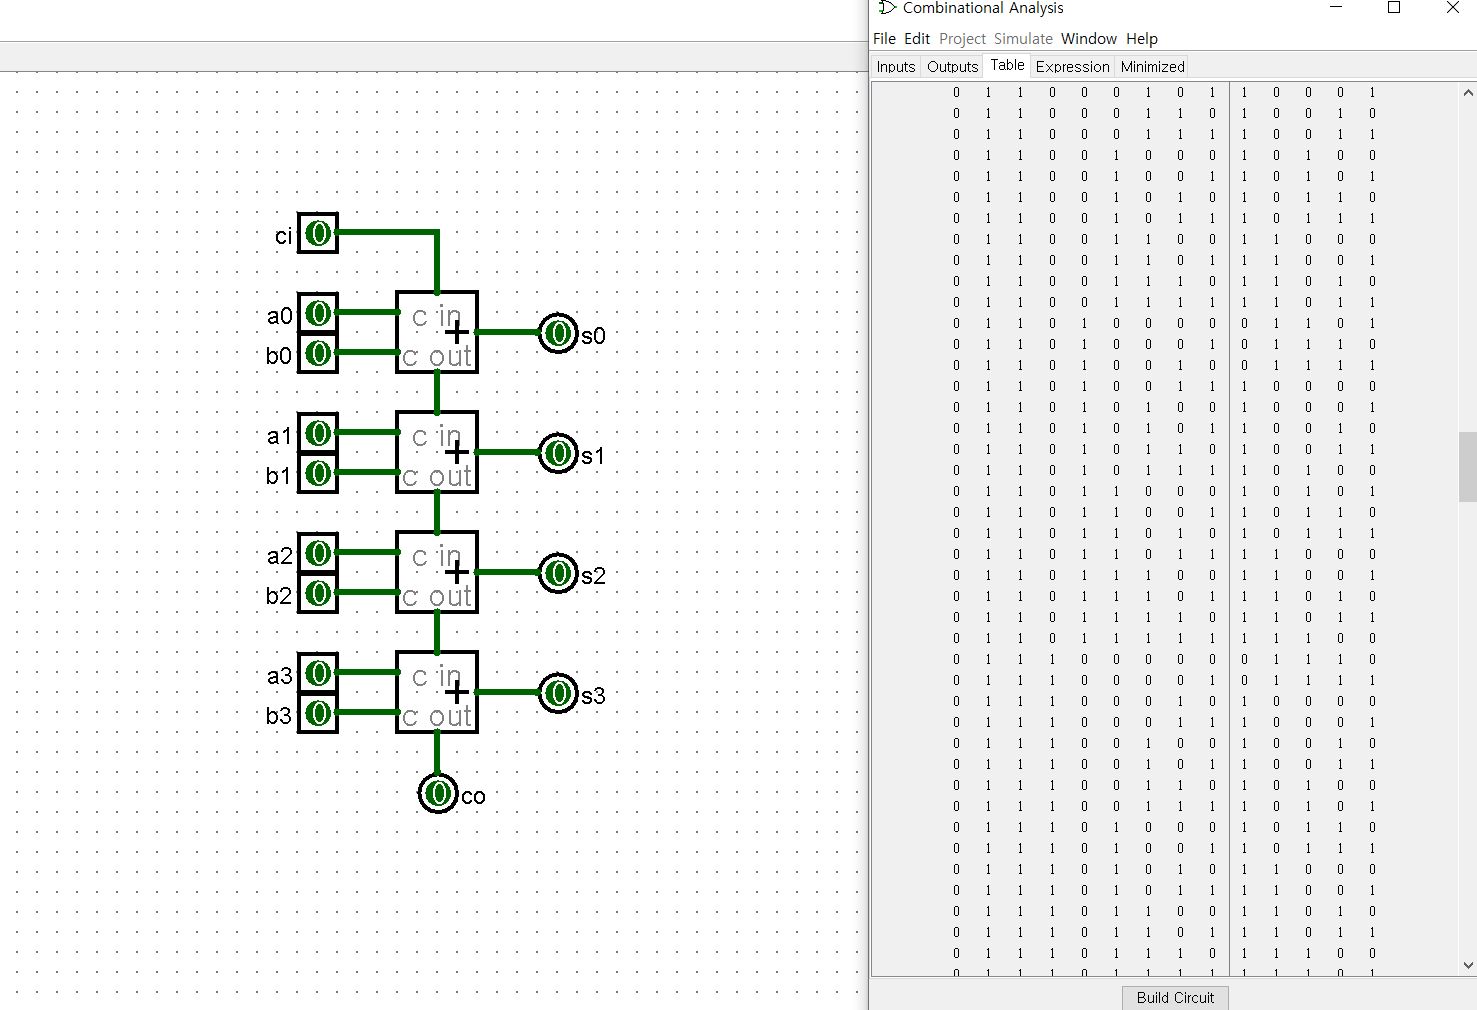 Combinational Analysis
File Edit Project Simulate Window Help
Inputs Outputs Table Expression Minimized
0 1 1 0 0 0 1 0 1 1 0 0 0 1
0 1 1 0 0 0 1 1 0 1 0 0 1 0
0 1 1 0 0 0 1 1 1 1 0 0 1 1
0 1 1 0 0 1 0 0 0 1 0 1 0 0
0 1 1 0 0 1 0 0 1 1 0 1 0 1
0 1 1 0 0 1 0 1 0 1 0 1 1 0
0 1 1 0 0 1 0 1 1 1 0 1 1 1
0 1 1 0 0 1 1 0 0 1 1 0 0 0
0 1 1 0 0 1 1 0 1 1 1 0 0 1
0 1 1 0 0 1 1 1 0 1 1 0 1 0
0 1 1 0 0 1 1 1 1 1 1 0 1 1
0 1 1 0 1 0 0 0 0 0 1 1 0 1
0 1 1 0 1 0 0 0 1 0 1 1 1 0
0 1 1 0 1 0 0 1 0 0 1 1 1 1
0 1 1 0 1 0 0 1 1 1 0 0 0 0
0 1 1 0 1 0 1 0 0 1 0 0 0 1
0 1 1 0 1 0 1 0 1 1 0 0 1 0
0 1 1 0 1 0 1 1 0 1 0 0 1 1
0 1 1 0 1 0 1 1 1 1 0 1 0 0
0 1 1 0 1 1 0 0 0 1 0 1 0 1
0 1 1 0 1 1 0 0 1 1 0 1 1 0
0 1 1 0 1 1 0 1 0 1 0 1 1 1
0 1 1 0 1 1 0 1 1 1 1 0 0 0
0 1 1 0 1 1 1 0 0 1 1 0 0 1
0 1 1 0 1 1 1 0 1 1 1 0 1 0
0 1 1 0 1 1 1 1 0 1 1 0 1 1
0 1 1 0 1 1 1 1 1 1 1 1 0 0
0 1 1 1 0 0 0 0 0 0 1 1 1 0
0 1 1 1 0 0 0 0 1 0 1 1 1 1
0 1 1 1 0 0 0 1 0 1 0 0 0 0
0 1 1 1 0 0 0 1 1 1 0 0 0 1
0 1 1 1 0 0 1 0 0 1 0 0 1 0
0 1 1 1 0 0 1 0 1 1 0 0 1 1
0 1 1 1 0 0 1 1 0 1 0 1 0 0
0 1 1 1 0 0 1 1 1 1 0 1 0 1
0 1 1 1 0 1 0 0 0 1 0 1 1 0
0 1 1 1 0 1 0 0 1 1 0 1 1 1
0 1 1 1 0 1 0 1 0 1 1 0 0 0
0 1 1 1 0 1 0 1 1 1 1 0 0 1
0 1 1 1 0 1 1 0 0 1 1 0 1 0
0 1 1 1 0 1 1 0 1 1 1 0 1 1
0 1 1 1 0 1 1 1 0 1 1 1 0 0
0 1 1 1 0 1 1 1 1 1 1 1 0 1
Build Circuit
ci 0
a0 0 c in + 0 s0
b0 0 c out
a1 0 c in + 0 s1
b1 0 c out
a2 0 c in + 0 s2
b2 0 c out
a3 0 c in + 0 s3
b3 0 c out
0 co